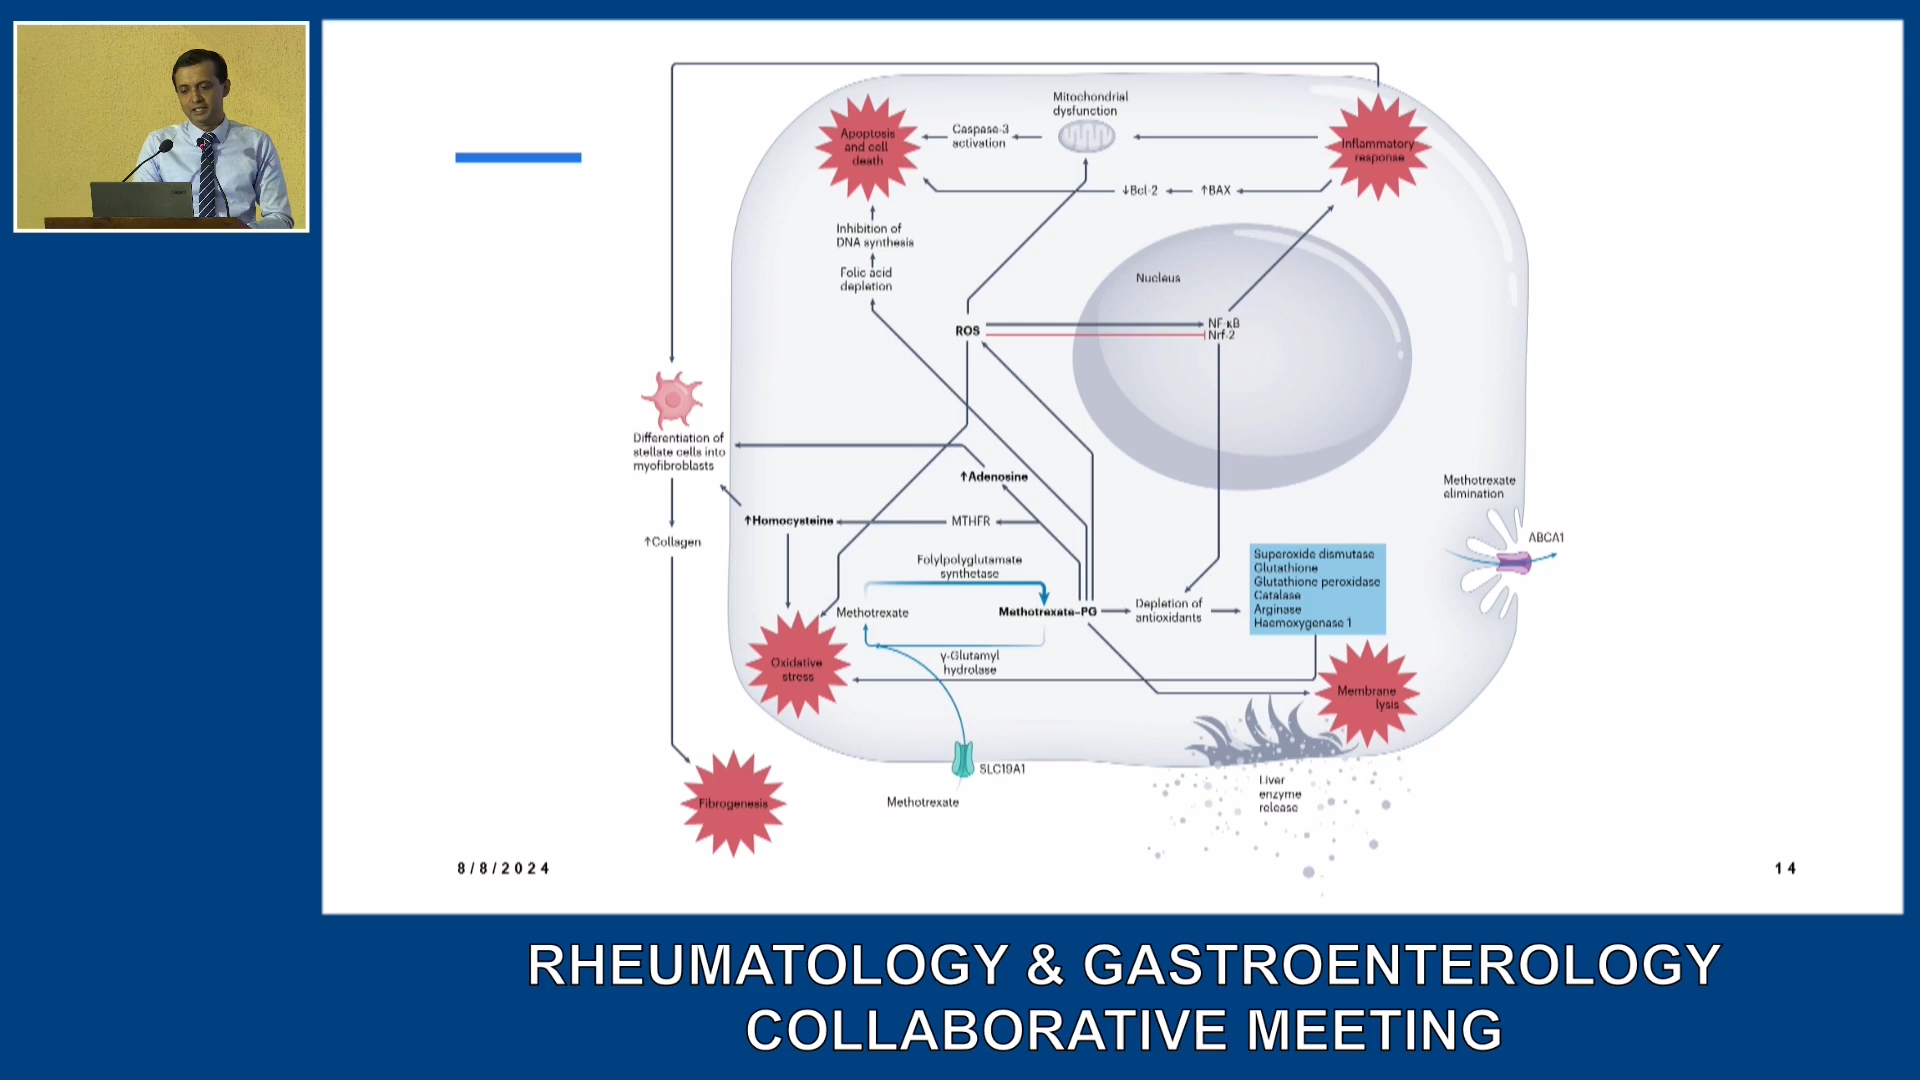 Mitochondrial
dysfunction
Apoptosis
and cell
death
Caspase-3
activation
Inflammatory
response
↓Bcl-2
↑BAX
Inhibition of
DNA synthesis
Folic acid
depletion
Nucleus
ROS
NF-κB
Nrf-2
Differentiation of
stellate cells into
myofibroblasts
↑Adenosine
Methotrexate
elimination
↑Homocysteine
MTHFR
↑Collagen
ABCA1
Folylpolyglutamate
synthetase
Superoxide dismutase
Glutathione
Glutathione peroxidase
Catalase
Arginase
Haemoxygenase 1
Methotrexate
Methotrexate-PG
Depletion of
antioxidants
γ-Glutamyl
hydrolase
Oxidative
stress
Membrane
lysis
SLC19A1
Liver
enzyme
release
Methotrexate
Fibrogenesis
8/8/2024
14
RHEUMATOLOGY & GASTROENTEROLOGY
COLLABORATIVE MEETING